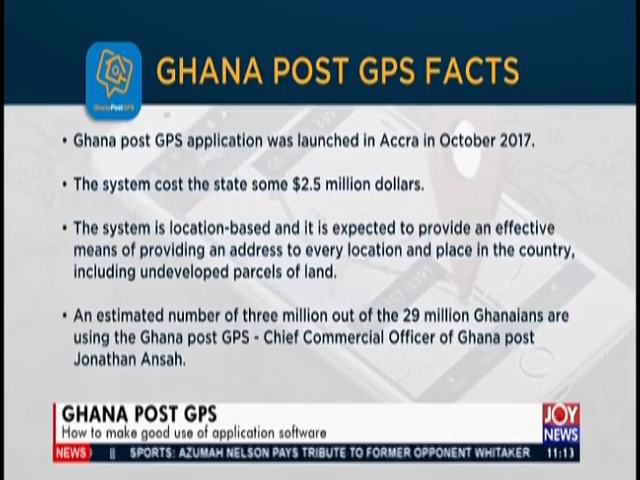 GHANA POST GPS FACTS
GhanaPostGPS
• Ghana post GPS application was launched in Accra in October 2017.
• The system cost the state some $2.5 million dollars.
• The system is location-based and it is expected to provide an effective
means of providing an address to every location and place in the country,
including undeveloped parcels of land.
• An estimated number of three million out of the 29 million Ghanaians are
using the Ghana post GPS - Chief Commercial Officer of Ghana post
Jonathan Ansah.
GHANA POST GPS
How to make good use of application software
JOY
NEWS
NEWS || SPORTS: AZUMAH NELSON PAYS TRIBUTE TO FORMER OPPONENT WHITAKER 11:13